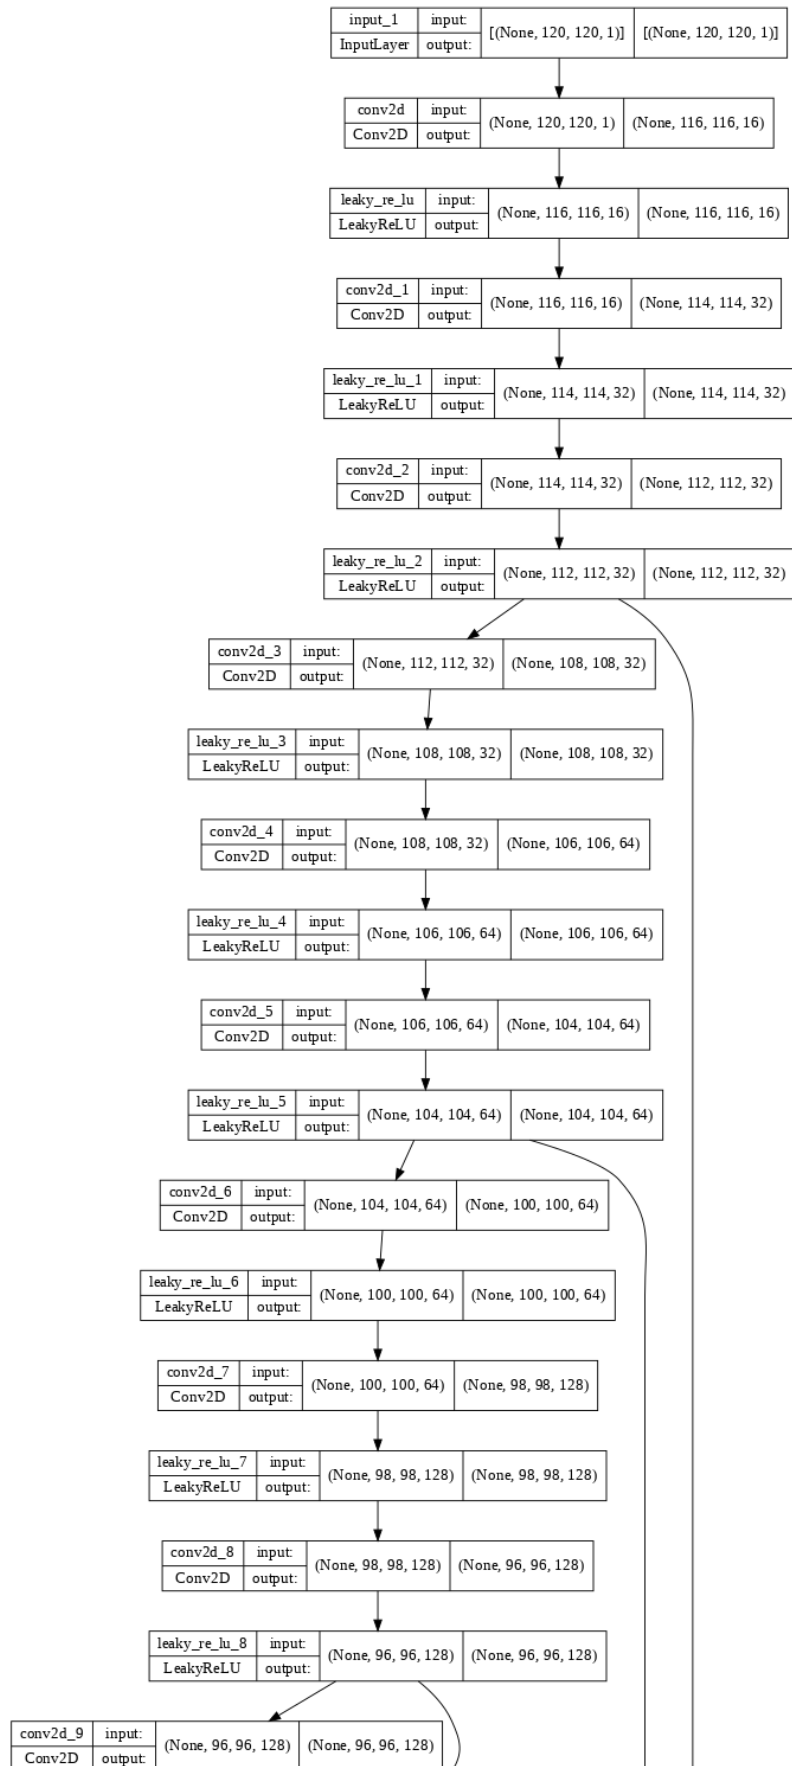 input_1 input: [(None, 120, 120, 1)] [(None, 120, 120, 1)]
InputLayer output:
conv2d input: (None, 120, 120, 1) (None, 116, 116, 16)
Conv2D output:
leaky_re_lu input: (None, 116, 116, 16) (None, 116, 116, 16)
LeakyReLU output:
conv2d_1 input: (None, 116, 116, 16) (None, 114, 114, 32)
Conv2D output:
leaky_re_lu_1 input: (None, 114, 114, 32) (None, 114, 114, 32)
LeakyReLU output:
conv2d_2 input: (None, 114, 114, 32) (None, 112, 112, 32)
Conv2D output:
leaky_re_lu_2 input: (None, 112, 112, 32) (None, 112, 112, 32)
LeakyReLU output:
conv2d_3 input: (None, 112, 112, 32) (None, 108, 108, 32)
Conv2D output:
leaky_re_lu_3 input: (None, 108, 108, 32) (None, 108, 108, 32)
LeakyReLU output:
conv2d_4 input: (None, 108, 108, 32) (None, 106, 106, 64)
Conv2D output:
leaky_re_lu_4 input: (None, 106, 106, 64) (None, 106, 106, 64)
LeakyReLU output:
conv2d_5 input: (None, 106, 106, 64) (None, 104, 104, 64)
Conv2D output:
leaky_re_lu_5 input: (None, 104, 104, 64) (None, 104, 104, 64)
LeakyReLU output:
conv2d_6 input: (None, 104, 104, 64) (None, 100, 100, 64)
Conv2D output:
leaky_re_lu_6 input: (None, 100, 100, 64) (None, 100, 100, 64)
LeakyReLU output:
conv2d_7 input: (None, 100, 100, 64) (None, 98, 98, 128)
Conv2D output:
leaky_re_lu_7 input: (None, 98, 98, 128) (None, 98, 98, 128)
LeakyReLU output:
conv2d_8 input: (None, 98, 98, 128) (None, 96, 96, 128)
Conv2D output:
leaky_re_lu_8 input: (None, 96, 96, 128) (None, 96, 96, 128)
LeakyReLU output:
conv2d_9 input: (None, 96, 96, 128) (None, 96, 96, 128)
Conv2D output: